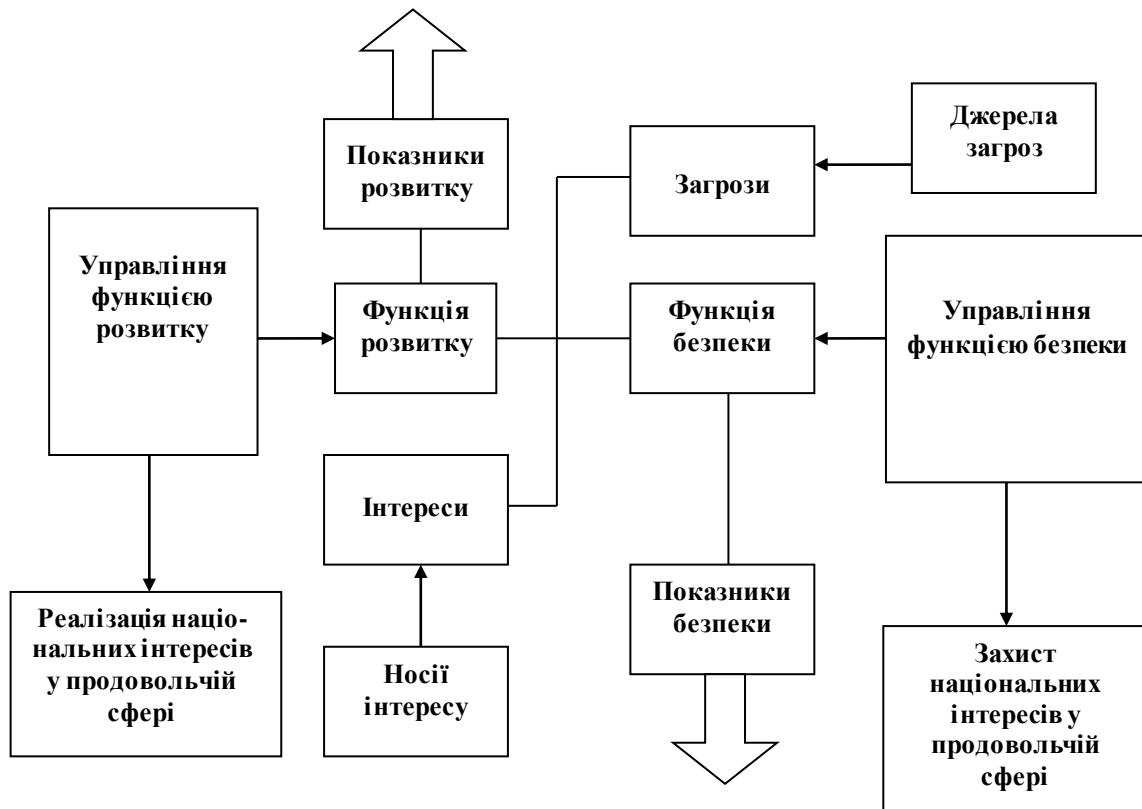 Показники
розвитку
Загрози
Джерела
загроз
Управління
функцією
розвитку
Функція
розвитку
Функція
безпеки
Управління
функцією безпеки
Інтереси
Показники
безпеки
Реалізація націо-
нальних інтересів
у продовольчій
сфері
Носії
інтересу
Захист
національних
інтересів у
продовольчій
сфері